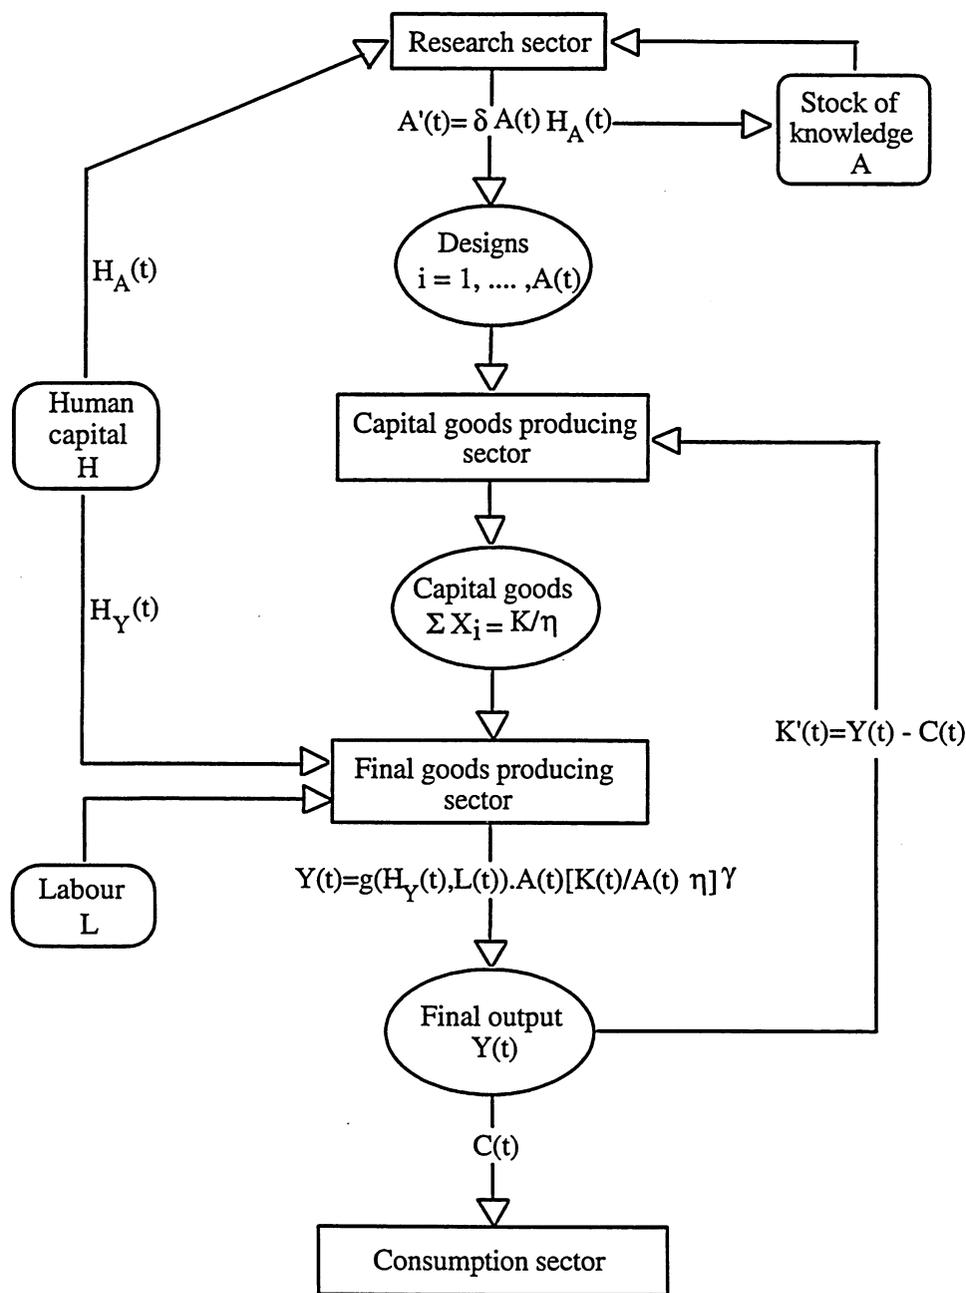 Research sector
A'(t)= δ A(t) H_A(t)
Stock of
knowledge
A
Designs
i = 1, .... ,A(t)
H_A(t)
Human
capital
H
Capital goods producing
sector
Capital goods
Σ X_i = K/η
H_Y(t)
K'(t)=Y(t) - C(t)
Final goods producing
sector
Y(t)=g(H_Y(t),L(t)).A(t)[K(t)/A(t) η]^γ
Labour
L
Final output
Y(t)
C(t)
Consumption sector